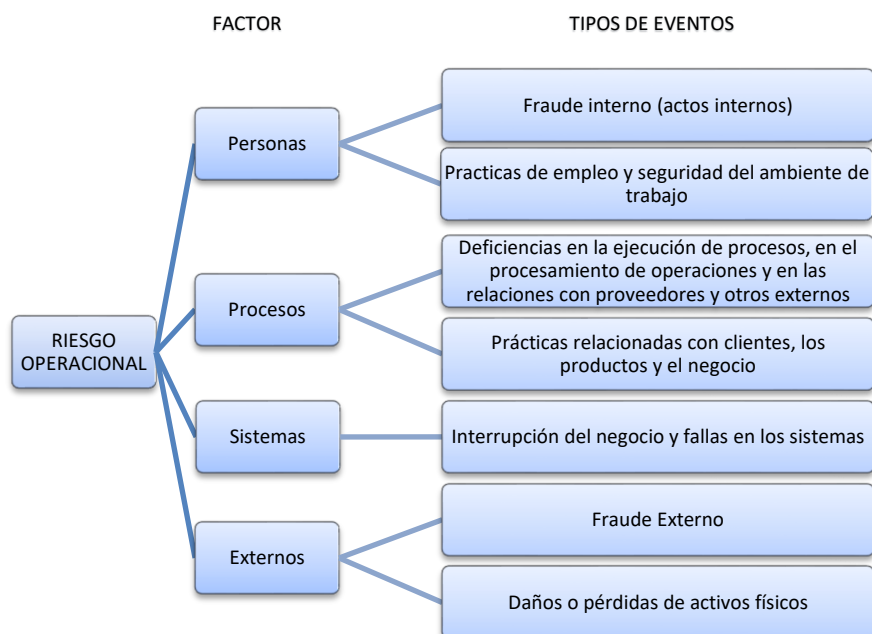 FACTOR
TIPOS DE EVENTOS
RIESGO
OPERACIONAL
Personas
Fraude interno (actos internos)
Practicas de empleo y seguridad del ambiente de
trabajo
Procesos
Deficiencias en la ejecución de procesos, en el
procesamiento de operaciones y en las
relaciones con proveedores y otros externos
Prácticas relacionadas con clientes, los
productos y el negocio
Sistemas
Interrupción del negocio y fallas en los sistemas
Externos
Fraude Externo
Daños o pérdidas de activos físicos